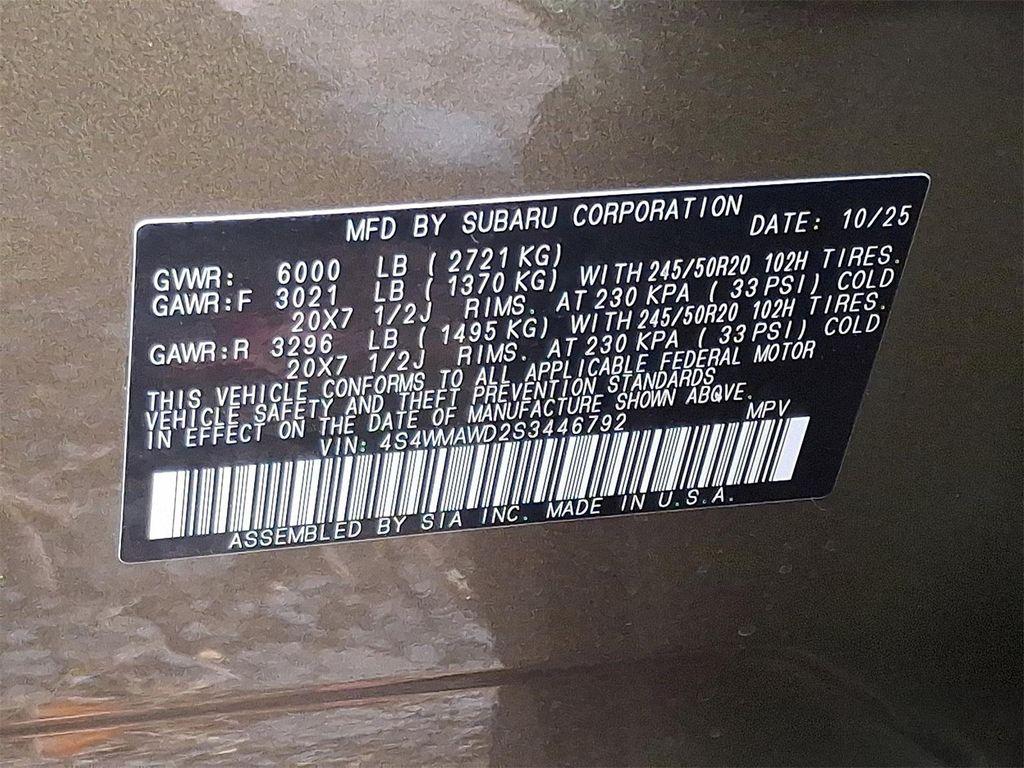 MFD BY SUBARU CORPORATION DATE: 10/25
GVWR: 6000 LB ( 2721 KG)
GAWR:F 3021 LB ( 1370 KG) WITH 245/50R20 102H TIRES.
20X7 1/2J RIMS. AT 230 KPA ( 33 PSI) COLD
GAWR:R 3296 LB ( 1495 KG) WITH 245/50R20 102H TIRES.
20X7 1/2J RIMS. AT 230 KPA ( 33 PSI) COLD
THIS VEHICLE CONFORMS TO ALL APPLICABLE FEDERAL MOTOR
VEHICLE SAFETY AND THEFT PREVENTION STANDARDS
IN EFFECT ON THE DATE OF MANUFACTURE SHOWN ABOVE.
VIN: 4S4WMAWD2S3446792 MPV
ASSEMBLED BY SIA INC. MADE IN U.S.A.